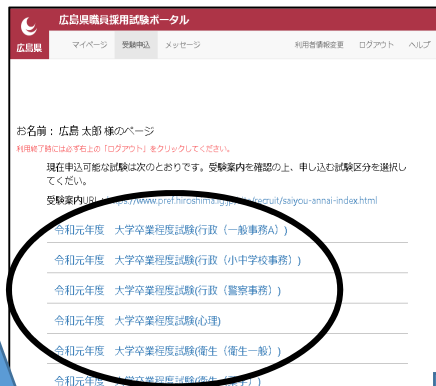 広島県職員採用試験ポータル
広島県
マイページ 受験申込 メッセージ 利用者情報変更 ログアウト ヘルプ
お名前：広島 太郎 様のページ
利用終了時には必ず右上の「ログアウト」をクリックしてください。
現在申込可能な試験は次のとおりです。受験案内を確認の上、申し込む試験区分を選択し
てくだい。
受験案内URL：https://www.pref.hiroshima.lg.jp/site/recruit/saiyou-annai-index.html
令和元年度 大学卒業程度試験(行政（一般事務A）)
令和元年度 大学卒業程度試験(行政（小中学校事務）)
令和元年度 大学卒業程度試験(行政（警察事務）)
令和元年度 大学卒業程度試験(心理)
令和元年度 大学卒業程度試験(衛生（衛生一般）)
令和元年度 大学卒業程度試験(衛生